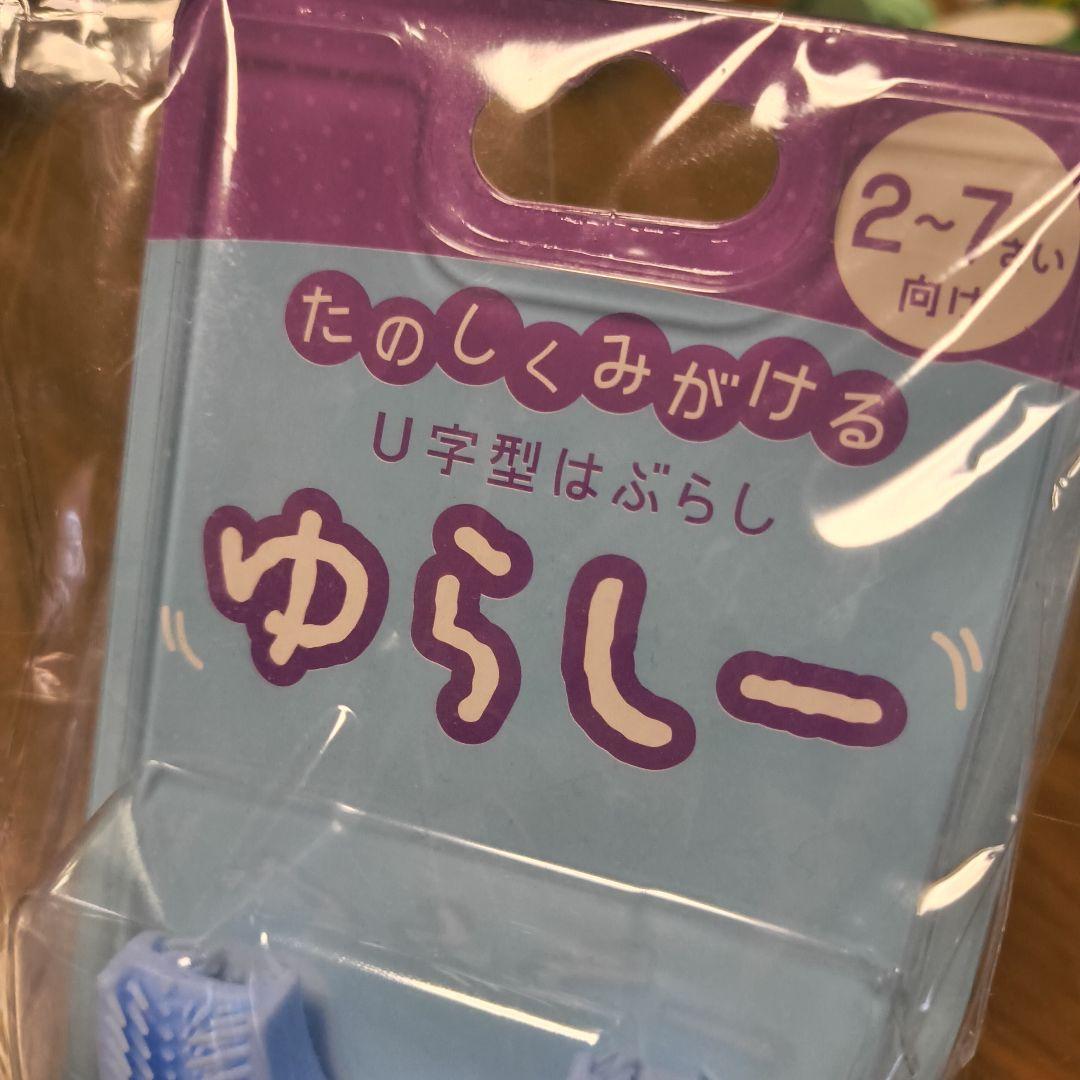 2~7さい
向け
たのしくみがける
U字型はぶらし
ゆらしー